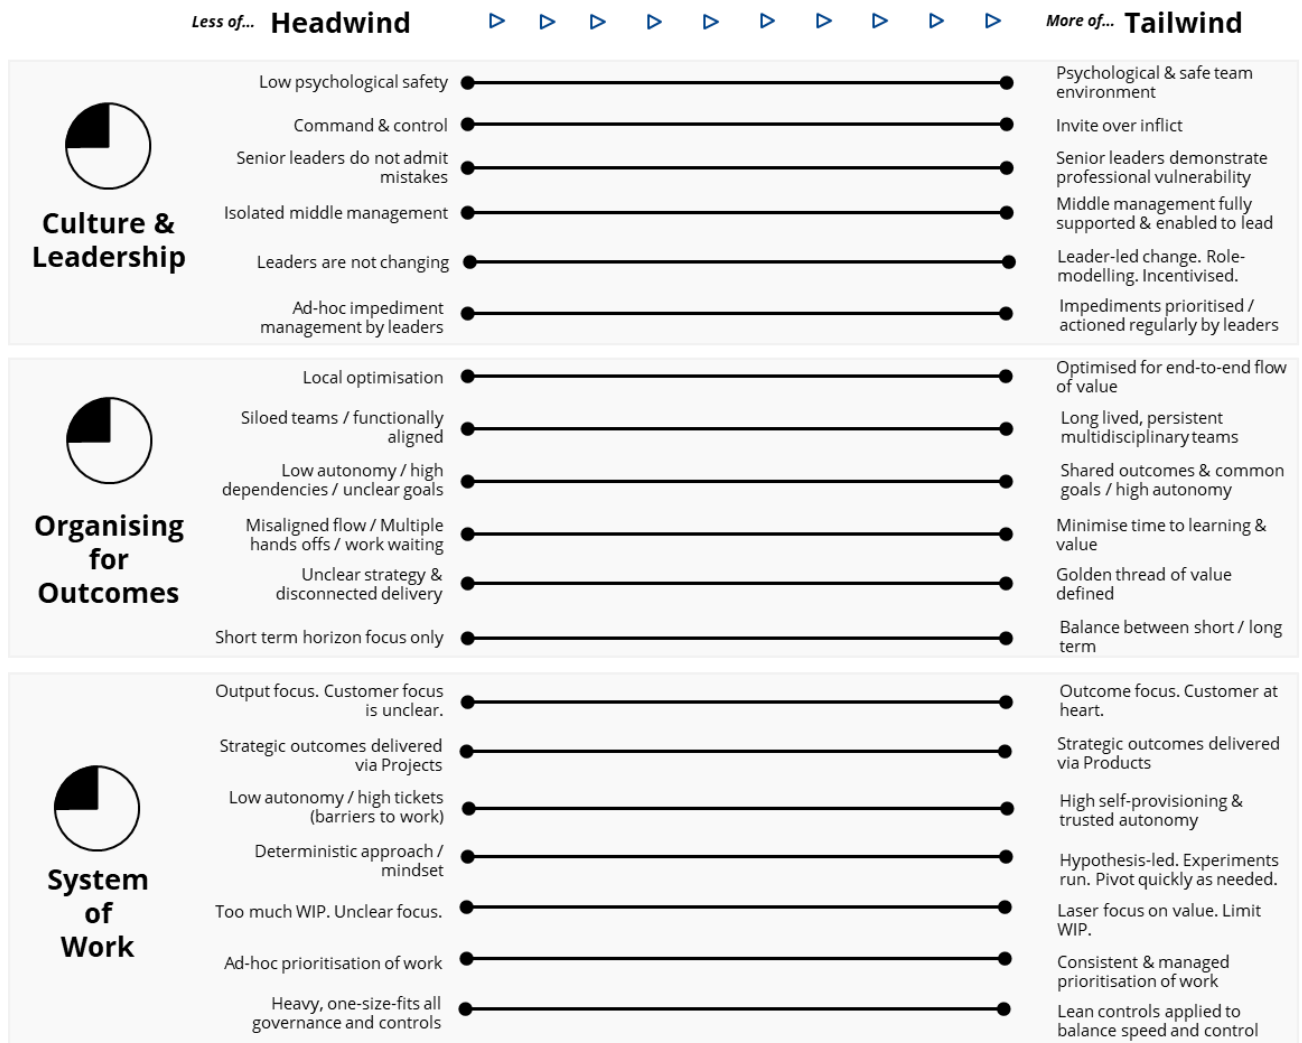 Less of... Headwind
More of... Tailwind
Culture &
Leadership
Low psychological safety
Psychological & safe team
environment
Command & control
Invite over inflict
Senior leaders do not admit
mistakes
Senior leaders demonstrate
professional vulnerability
Isolated middle management
Middle management fully
supported & enabled to lead
Leaders are not changing
Leader-led change. Role-
modelling. Incentivised.
Ad-hoc impediment
management by leaders
Impediments prioritised /
actioned regularly by leaders
Organising
for
Outcomes
Local optimisation
Optimised for end-to-end flow
of value
Siloed teams / functionally
aligned
Long lived, persistent
multidisciplinary teams
Low autonomy / high
dependencies / unclear goals
Shared outcomes & common
goals / high autonomy
Misaligned flow / Multiple
hands offs / work waiting
Minimise time to learning &
value
Unclear strategy &
disconnected delivery
Golden thread of value
defined
Short term horizon focus only
Balance between short / long
term
System
of
Work
Output focus. Customer focus
is unclear.
Outcome focus. Customer at
heart.
Strategic outcomes delivered
via Projects
Strategic outcomes delivered
via Products
Low autonomy / high tickets
(barriers to work)
High self-provisioning &
trusted autonomy
Deterministic approach /
mindset
Hypothesis-led. Experiments
run. Pivot quickly as needed.
Too much WIP. Unclear focus.
Laser focus on value. Limit
WIP.
Ad-hoc prioritisation of work
Consistent & managed
prioritisation of work
Heavy, one-size-fits all
governance and controls
Lean controls applied to
balance speed and control